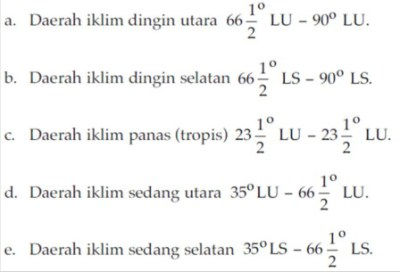 a. Daerah iklim dingin utara 66 1/2° LU – 90° LU.
b. Daerah iklim dingin selatan 66 1/2° LS – 90° LS.
c. Daerah iklim panas (tropis) 23 1/2° LU – 23 1/2° LU.
d. Daerah iklim sedang utara 35° LU – 66 1/2° LU.
e. Daerah iklim sedang selatan 35° LS – 66 1/2° LS.